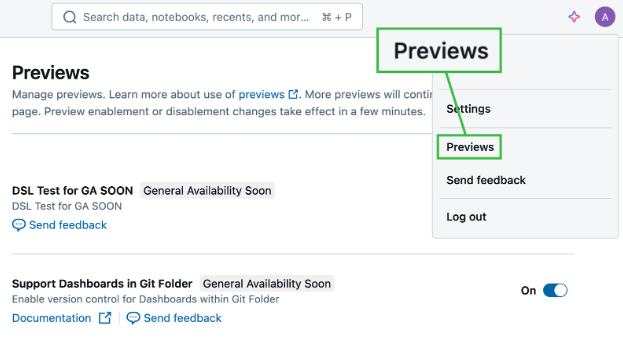 Search data, notebooks, recents, and mor... ⌘ + P
A
Previews
Previews
Manage previews. Learn more about use of previews. More previews will contin
page. Preview enablement or disablement changes take effect in a few minutes.
Settings
Previews
Send feedback
Log out
DSL Test for GA SOON General Availability Soon
DSL Test for GA SOON
Send feedback
Support Dashboards in Git Folder General Availability Soon
Enable version control for Dashboards within Git Folder
On
Documentation Send feedback